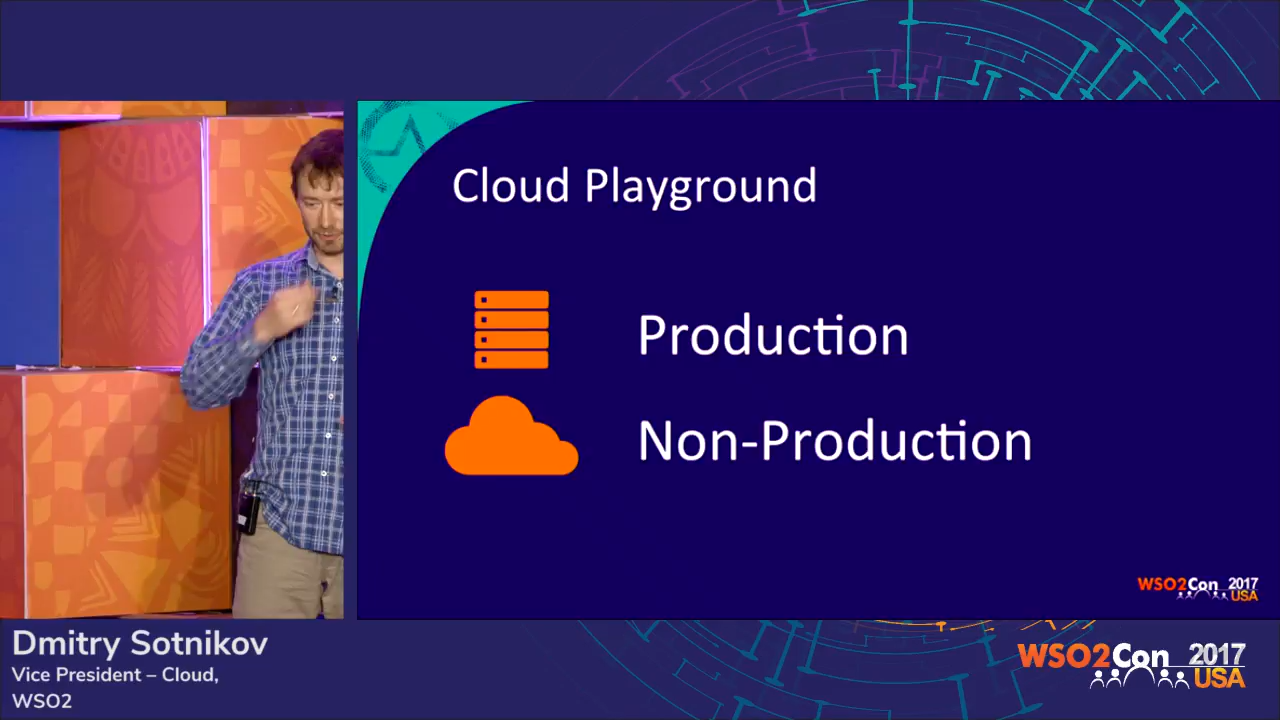 Cloud Playground
Production
Non-Production
WSO2Con 2017
USA
Dmitry Sotnikov
Vice President – Cloud,
WSO2
WSO2Con 2017
USA